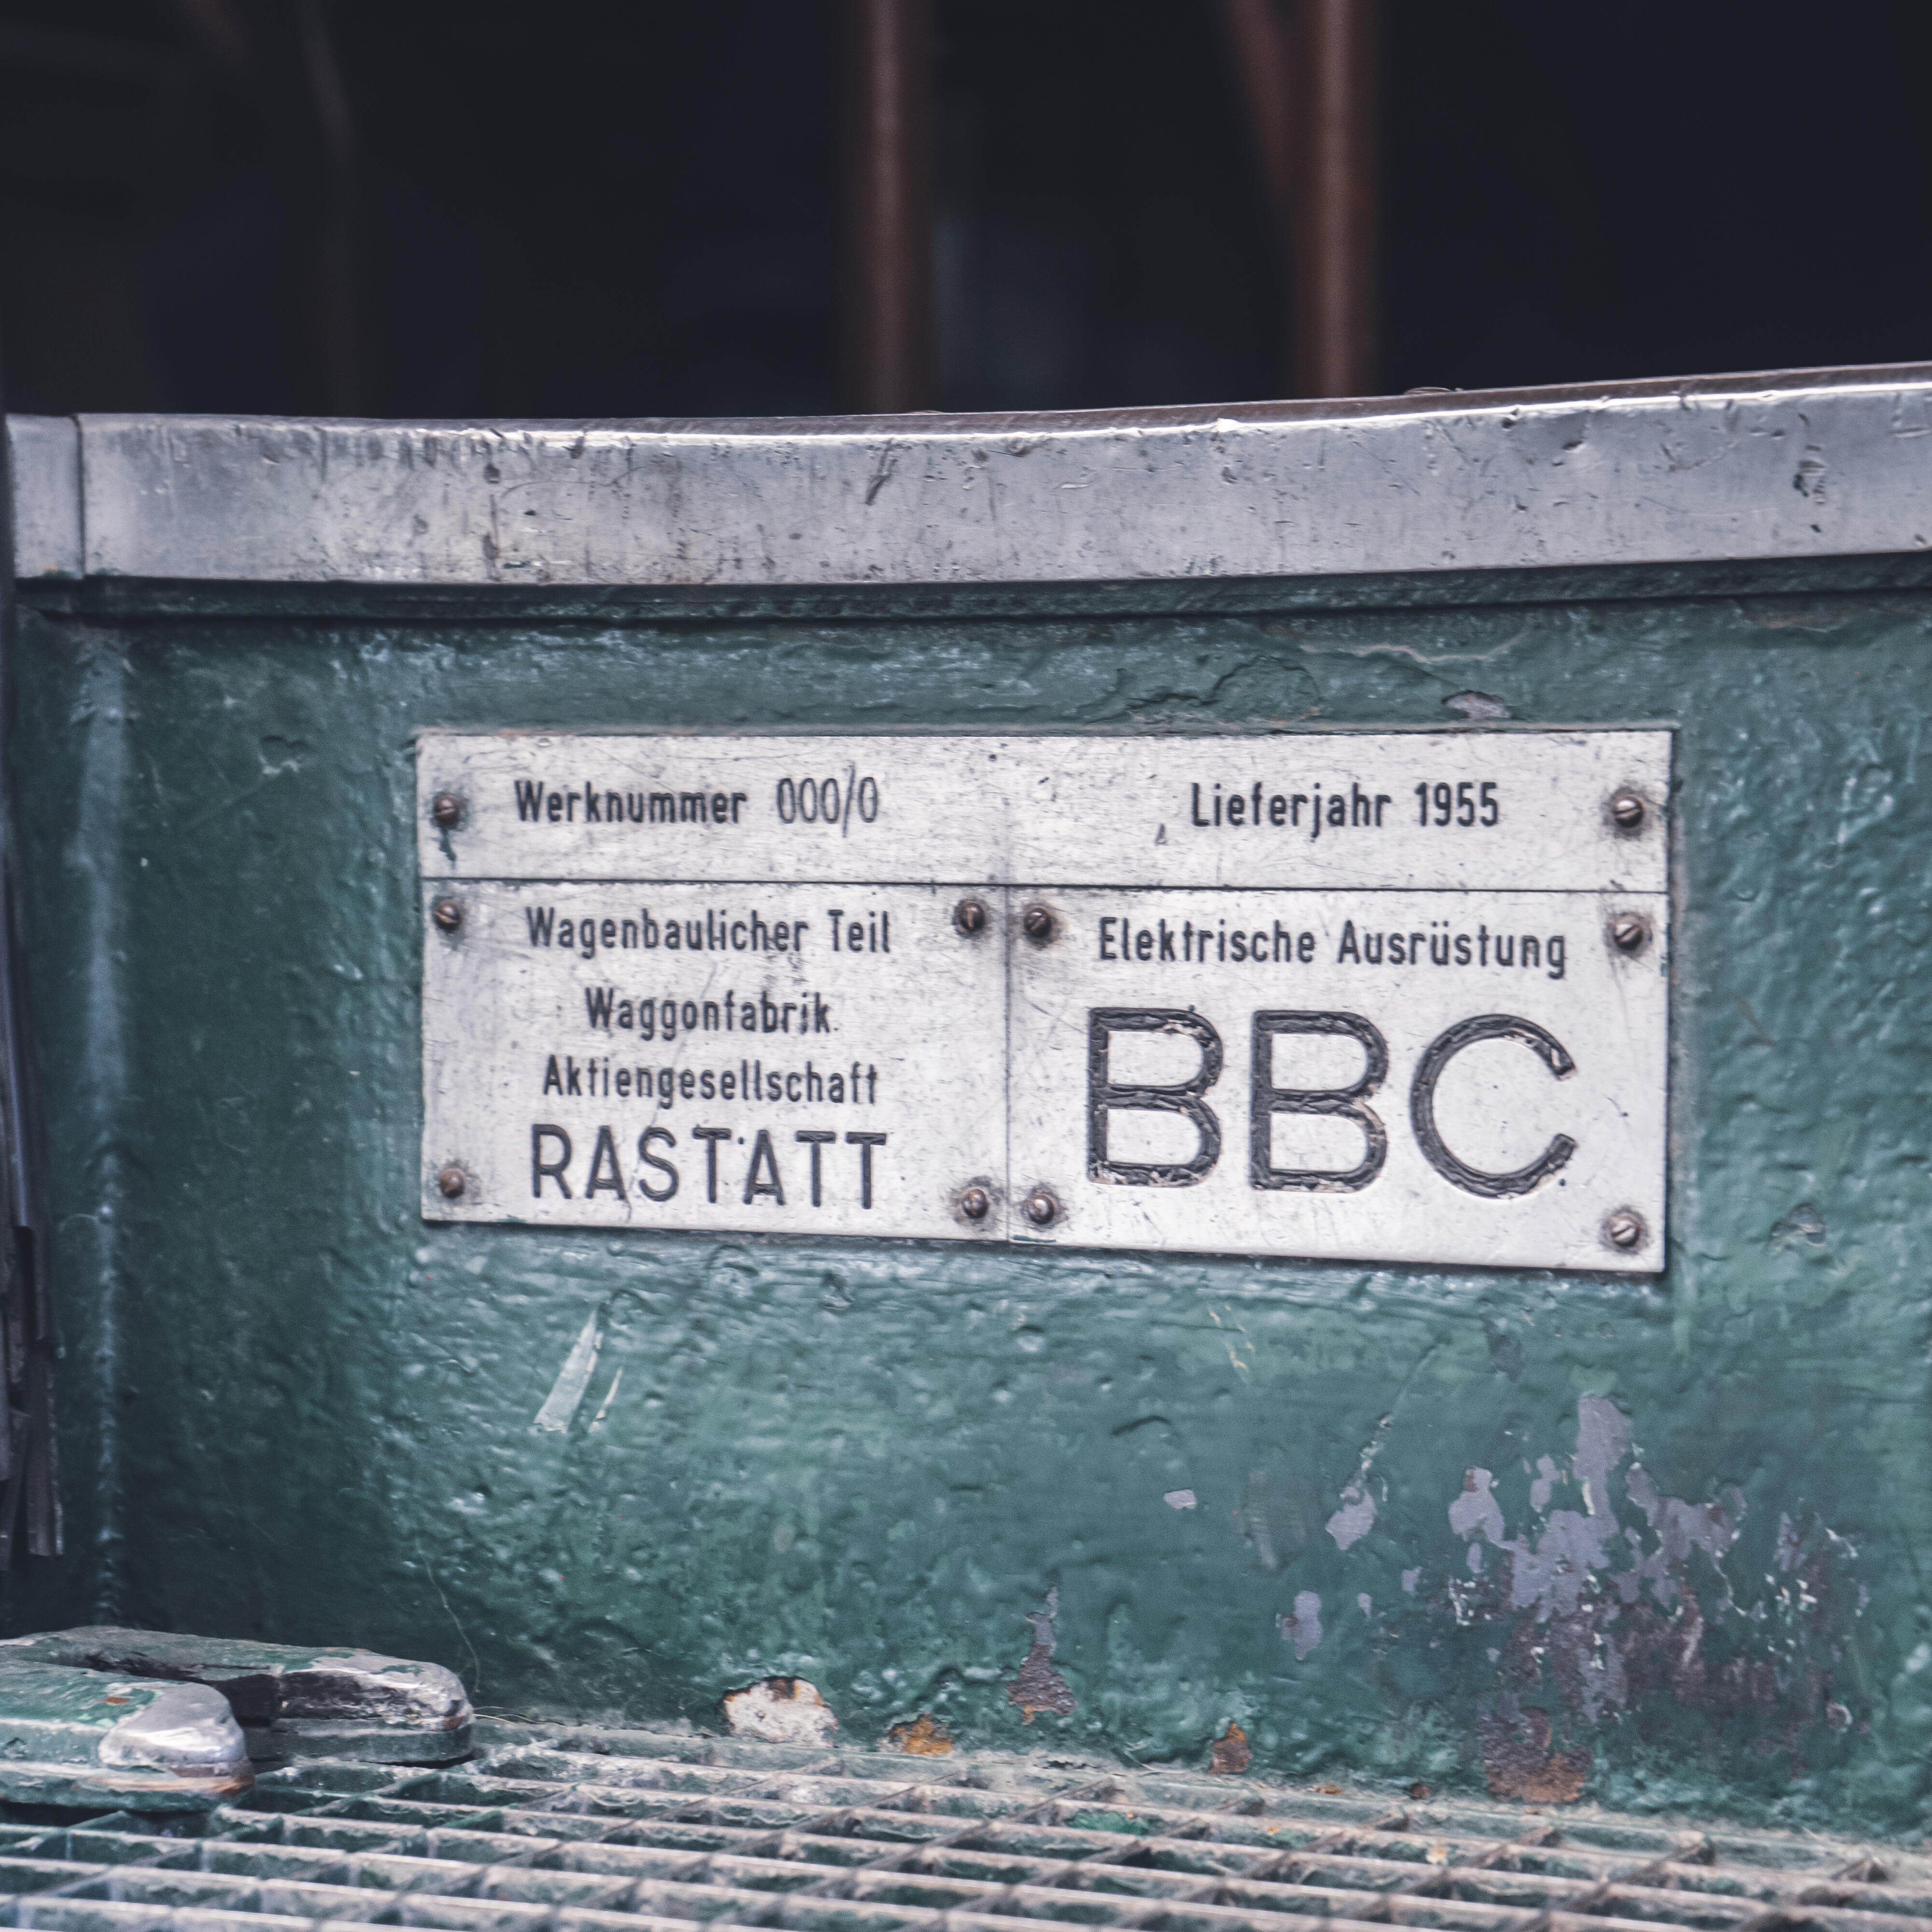 Werknummer 000/0
Lieferjahr 1955
Wagenbaulicher Teil
Waggonfabrik
Aktiengesellschaft
RASTATT
Elektrische Ausrüstung
BBC